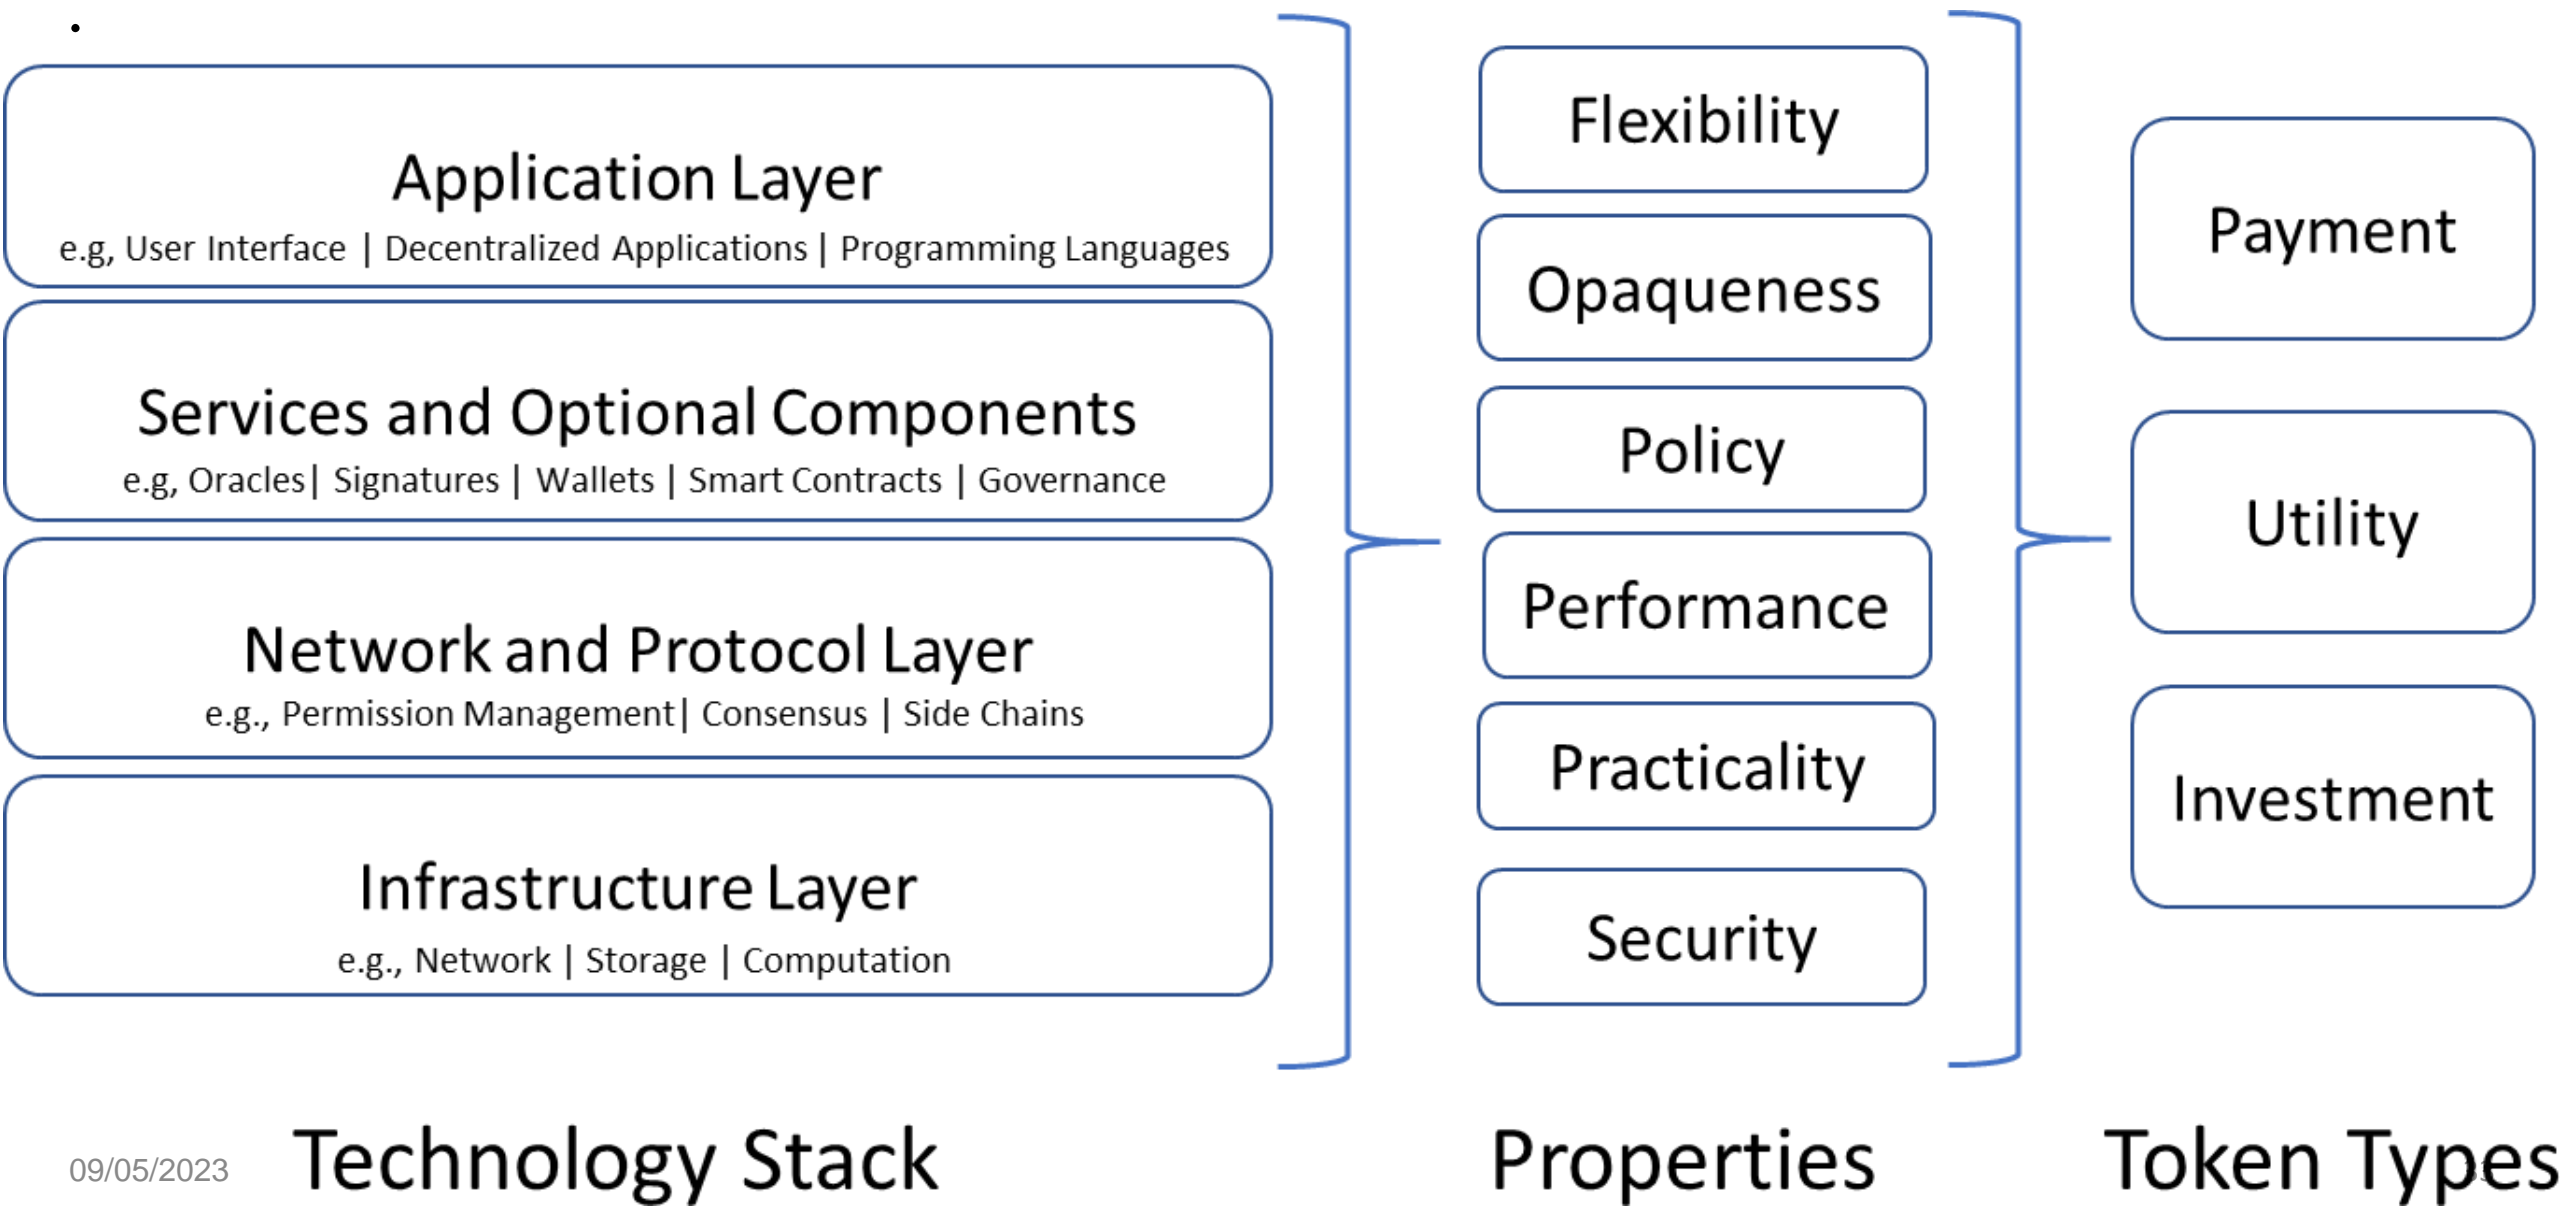 •
Application Layer
e.g, User Interface | Decentralized Applications | Programming Languages
Services and Optional Components
e.g, Oracles| Signatures | Wallets | Smart Contracts | Governance
Network and Protocol Layer
e.g., Permission Management| Consensus | Side Chains
Infrastructure Layer
e.g., Network | Storage | Computation
Technology Stack
09/05/2023
Flexibility
Opaqueness
Policy
Performance
Practicality
Security
Properties
Payment
Utility
Investment
Token Types